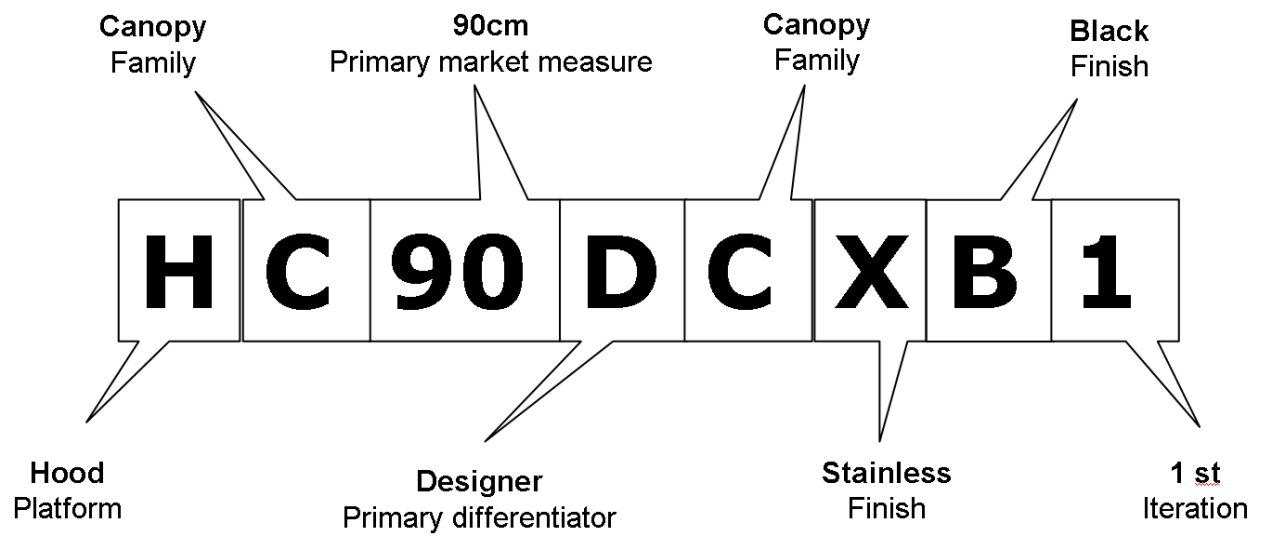 Canopy
Family
90cm
Primary market measure
Canopy
Family
Black
Finish
H C 90 D C X B 1
Hood
Platform
Designer
Primary differentiator
Stainless
Finish
1 st
Iteration